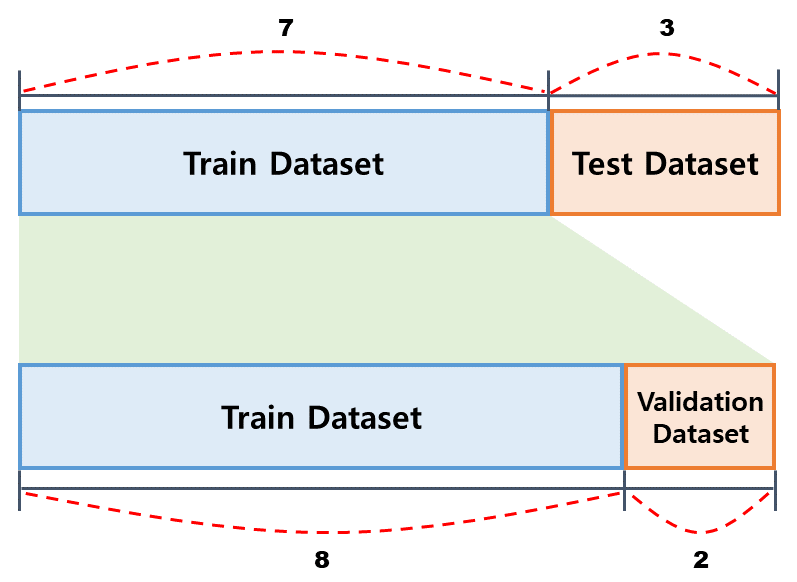 7
3
Train Dataset
Test Dataset
Train Dataset
Validation
Dataset
8
2